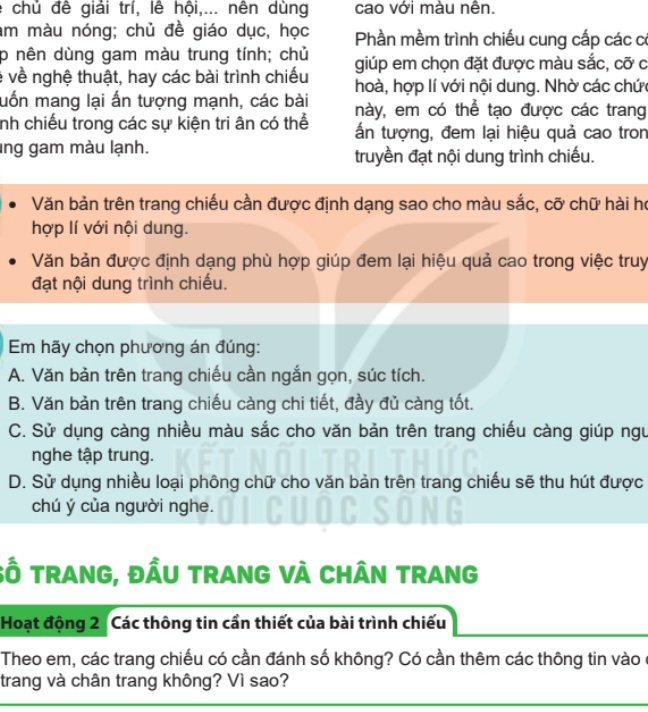 chủ đề giải trí, lễ hội,... nên dùng
am màu nóng; chủ đề giáo dục, học
p nên dùng gam màu trung tính; chủ
về nghệ thuật, hay các bài trình chiếu
uốn mang lại ấn tượng mạnh, các bài
nh chiếu trong các sự kiện tri ân có thể
ng gam màu lạnh.
cao với màu nền.
Phần mềm trình chiếu cung cấp các c
giúp em chọn đặt được màu sắc, cỡ c
hoà, hợp lí với nội dung. Nhờ các chức
này, em có thể tạo được các trang
ấn tượng, đem lại hiệu quả cao tron
truyền đạt nội dung trình chiếu.
• Văn bản trên trang chiếu cần được định dạng sao cho màu sắc, cỡ chữ hài h
hợp lí với nội dung.
• Văn bản được định dạng phù hợp giúp đem lại hiệu quả cao trong việc truy
đạt nội dung trình chiếu.
Em hãy chọn phương án đúng:
A. Văn bản trên trang chiếu cần ngắn gọn, súc tích.
B. Văn bản trên trang chiếu càng chi tiết, đầy đủ càng tốt.
C. Sử dụng càng nhiều màu sắc cho văn bản trên trang chiếu càng giúp ngư
nghe tập trung.
KẾT NỐI TRI THỨC
D. Sử dụng nhiều loại phông chữ cho văn bản trên trang chiếu sẽ thu hút được
chú ý của người nghe.
VỚI CUỘC SỐNG
SỐ TRANG, ĐẦU TRANG VÀ CHÂN TRANG
Hoạt động 2 Các thông tin cần thiết của bài trình chiếu
Theo em, các trang chiếu có cần đánh số không? Có cần thêm các thông tin vào
trang và chân trang không? Vì sao?